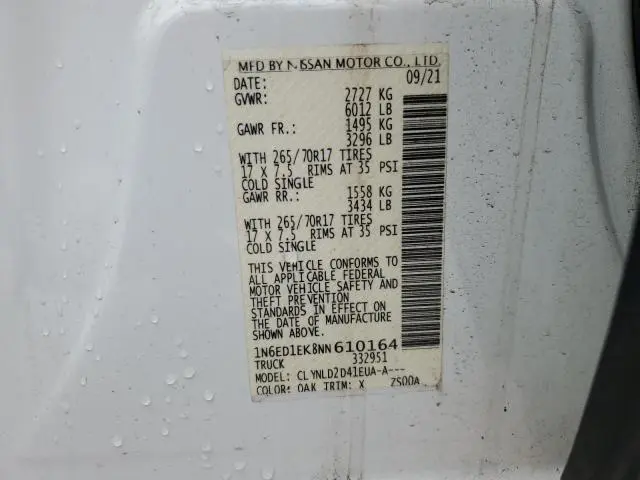 MFD BY NISSAN MOTOR CO., LTD.
DATE: 09/21
GVWR: 2727 KG
6012 LB
GAWR FR.: 1495 KG
3296 LB
WITH 265/70R17 TIRES
17 X 7.5 RIMS AT 35 PSI
COLD SINGLE
GAWR RR.: 1558 KG
3434 LB
WITH 265/70R17 TIRES
17 X 7.5 RIMS AT 35 PSI
COLD SINGLE
THIS VEHICLE CONFORMS TO
ALL APPLICABLE FEDERAL
MOTOR VEHICLE SAFETY AND
THEFT PREVENTION
STANDARDS IN EFFECT ON
THE DATE OF MANUFACTURE
SHOWN ABOVE.
1N6ED1EK8NN610164
TRUCK 332951
MODEL: CLYNLD2D41EUA-A---
COLOR: QAK TRIM: X ZS00A